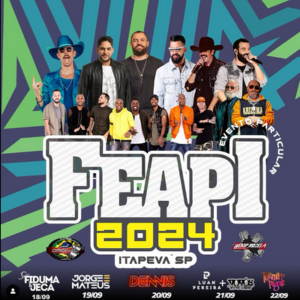 EVENTO PARTICULAR
FEAPI
2024
ITAPEVA SP
FIDUMA & JECA
18/09
JORGE & MATEUS
19/09
DENNIS
20/09
LUAN PEREIRA
+
21/09
22/09